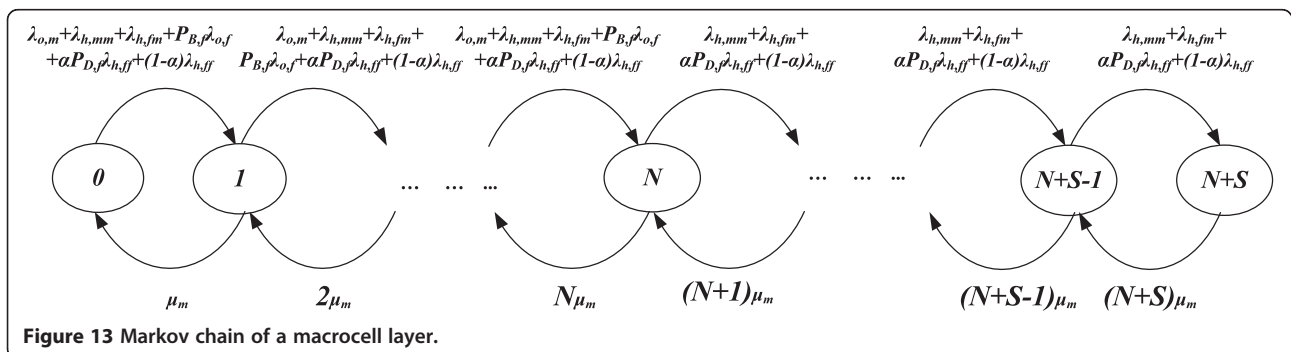 λo,m+λh,mm+λh,fm+PB,fλo,f
+αPD,fλh,ff+(1-α)λh,ff
λo,m+λh,mm+λh,fm+
PB,fλo,f+αPD,fλh,ff+(1-α)λh,ff
λo,m+λh,mm+λh,fm+PB,fλo,f
+αPD,fλh,ff+(1-α)λh,ff
λh,mm+λh,fm+
αPD,fλh,ff+(1-α)λh,ff
λh,mm+λh,fm+
αPD,fλh,ff+(1-α)λh,ff
λh,mm+λh,fm+
αPD,fλh,ff+(1-α)λh,ff
0
1
... ... ...
N
... ... ...
N+S-1
N+S
μm
2μm
Nμm
(N+1)μm
(N+S-1)μm
(N+S)μm
Figure 13 Markov chain of a macrocell layer.